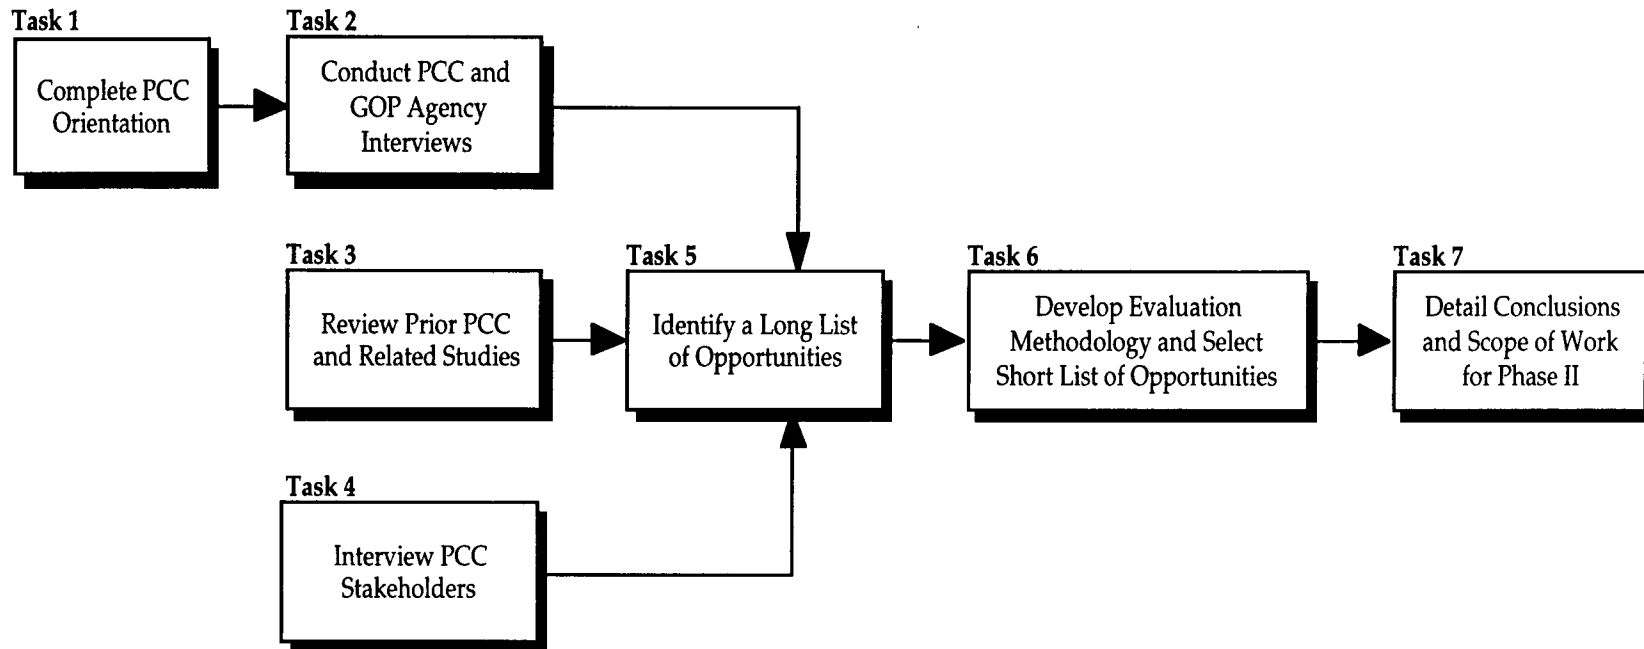 Task 1
Complete PCC
Orientation
Task 2
Conduct PCC and
GOP Agency
Interviews
Task 3
Review Prior PCC
and Related Studies
Task 4
Interview PCC
Stakeholders
Task 5
Identify a Long List
of Opportunities
Task 6
Develop Evaluation
Methodology and Select
Short List of Opportunities
Task 7
Detail Conclusions
and Scope of Work
for Phase II